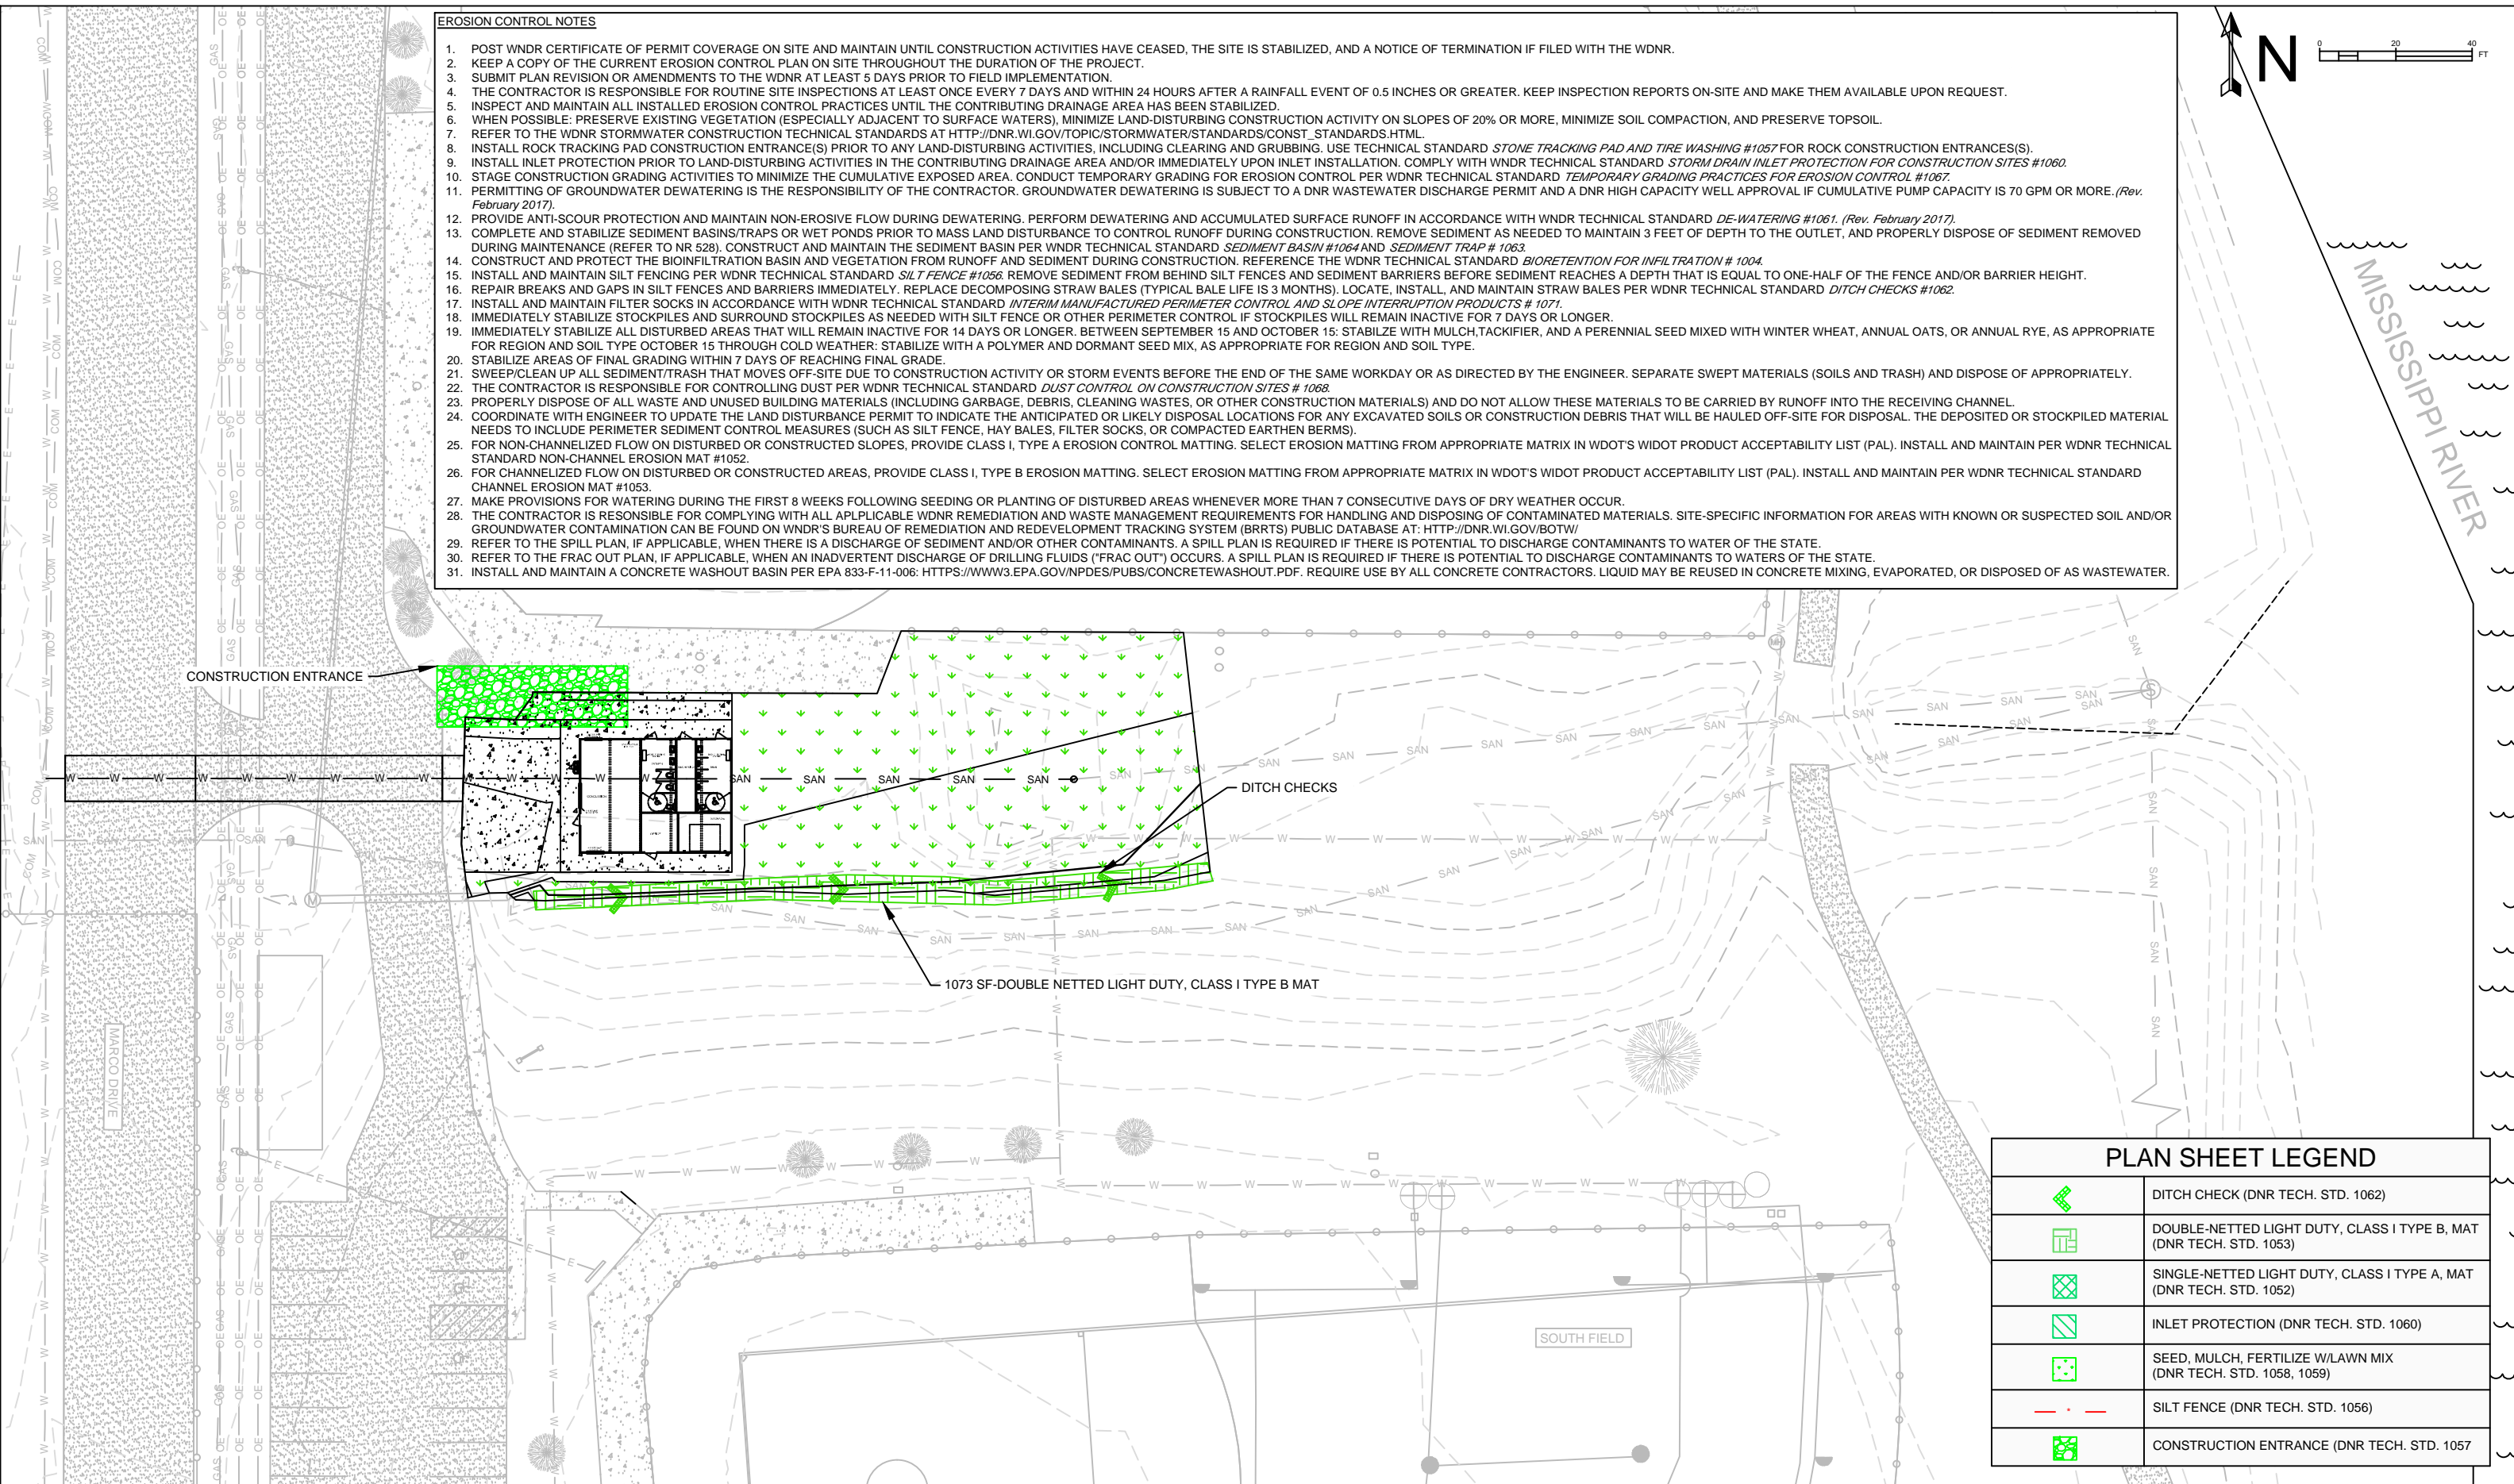 EROSION CONTROL NOTES
1. POST WNDR CERTIFICATE OF PERMIT COVERAGE ON SITE AND MAINTAIN UNTIL CONSTRUCTION ACTIVITIES HAVE CEASED, THE SITE IS STABILIZED, AND A NOTICE OF TERMINATION IF FILED WITH THE WDNR.
2. KEEP A COPY OF THE CURRENT EROSION CONTROL PLAN ON SITE THROUGHOUT THE DURATION OF THE PROJECT.
3. SUBMIT PLAN REVISION OR AMENDMENTS TO THE WDNR AT LEAST 5 DAYS PRIOR TO FIELD IMPLEMENTATION.
4. THE CONTRACTOR IS RESPONSIBLE FOR ROUTINE SITE INSPECTIONS AT LEAST ONCE EVERY 7 DAYS AND WITHIN 24 HOURS AFTER A RAINFALL EVENT OF 0.5 INCHES OR GREATER. KEEP INSPECTION REPORTS ON-SITE AND MAKE THEM AVAILABLE UPON REQUEST.
5. INSPECT AND MAINTAIN ALL INSTALLED EROSION CONTROL PRACTICES UNTIL THE CONTRIBUTING DRAINAGE AREA HAS BEEN STABILIZED.
6. WHEN POSSIBLE: PRESERVE EXISTING VEGETATION (ESPECIALLY ADJACENT TO SURFACE WATERS), MINIMIZE LAND-DISTURBING CONSTRUCTION ACTIVITY ON SLOPES OF 20% OR MORE, MINIMIZE SOIL COMPACTION, AND PRESERVE TOPSOIL.
7. REFER TO THE WDNR STORMWATER CONSTRUCTION TECHNICAL STANDARDS AT HTTP://DNR.WI.GOV/TOPIC/STORMWATER/STANDARDS/CONST_STANDARDS.HTML.
8. INSTALL ROCK TRACKING PAD CONSTRUCTION ENTRANCE(S) PRIOR TO ANY LAND-DISTURBING ACTIVITIES, INCLUDING CLEARING AND GRUBBING. USE TECHNICAL STANDARD STONE TRACKING PAD AND TIRE WASHING #1057 FOR ROCK CONSTRUCTION ENTRANCES(S).
9. INSTALL INLET PROTECTION PRIOR TO LAND-DISTURBING ACTIVITIES IN THE CONTRIBUTING DRAINAGE AREA AND/OR IMMEDIATELY UPON INLET INSTALLATION. COMPLY WITH WNDR TECHNICAL STANDARD STORM DRAIN INLET PROTECTION FOR CONSTRUCTION SITES #1060.
10. STAGE CONSTRUCTION GRADING ACTIVITIES TO MINIMIZE THE CUMULATIVE EXPOSED AREA. CONDUCT TEMPORARY GRADING FOR EROSION CONTROL PER WDNR TECHNICAL STANDARD TEMPORARY GRADING PRACTICES FOR EROSION CONTROL #1067.
11. PERMITTING OF GROUNDWATER DEWATERING IS THE RESPONSIBILITY OF THE CONTRACTOR. GROUNDWATER DEWATERING IS SUBJECT TO A DNR WASTEWATER DISCHARGE PERMIT AND A DNR HIGH CAPACITY WELL APPROVAL IF CUMULATIVE PUMP CAPACITY IS 70 GPM OR MORE.(Rev.
February 2017).
12. PROVIDE ANTI-SCOUR PROTECTION AND MAINTAIN NON-EROSIVE FLOW DURING DEWATERING. PERFORM DEWATERING AND ACCUMULATED SURFACE RUNOFF IN ACCORDANCE WITH WNDR TECHNICAL STANDARD DE-WATERING #1061. (Rev. February 2017).
13. COMPLETE AND STABILIZE SEDIMENT BASINS/TRAPS OR WET PONDS PRIOR TO MASS LAND DISTURBANCE TO CONTROL RUNOFF DURING CONSTRUCTION. REMOVE SEDIMENT AS NEEDED TO MAINTAIN 3 FEET OF DEPTH TO THE OUTLET, AND PROPERLY DISPOSE OF SEDIMENT REMOVED
DURING MAINTENANCE (REFER TO NR 528). CONSTRUCT AND MAINTAIN THE SEDIMENT BASIN PER WNDR TECHNICAL STANDARD SEDIMENT BASIN #1064 AND SEDIMENT TRAP # 1063.
14. CONSTRUCT AND PROTECT THE BIOINFILTRATION BASIN AND VEGETATION FROM RUNOFF AND SEDIMENT DURING CONSTRUCTION. REFERENCE THE WDNR TECHNICAL STANDARD BIORETENTION FOR INFILTRATION # 1004.
15. INSTALL AND MAINTAIN SILT FENCING PER WDNR TECHNICAL STANDARD SILT FENCE #1056. REMOVE SEDIMENT FROM BEHIND SILT FENCES AND SEDIMENT BARRIERS BEFORE SEDIMENT REACHES A DEPTH THAT IS EQUAL TO ONE-HALF OF THE FENCE AND/OR BARRIER HEIGHT.
16. REPAIR BREAKS AND GAPS IN SILT FENCES AND BARRIERS IMMEDIATELY. REPLACE DECOMPOSING STRAW BALES (TYPICAL BALE LIFE IS 3 MONTHS). LOCATE, INSTALL, AND MAINTAIN STRAW BALES PER WDNR TECHNICAL STANDARD DITCH CHECKS #1062.
17. INSTALL AND MAINTAIN FILTER SOCKS IN ACCORDANCE WITH WDNR TECHNICAL STANDARD INTERIM MANUFACTURED PERIMETER CONTROL AND SLOPE INTERRUPTION PRODUCTS # 1071.
18. IMMEDIATELY STABILIZE STOCKPILES AND SURROUND STOCKPILES AS NEEDED WITH SILT FENCE OR OTHER PERIMETER CONTROL IF STOCKPILES WILL REMAIN INACTIVE FOR 7 DAYS OR LONGER.
19. IMMEDIATELY STABILIZE ALL DISTURBED AREAS THAT WILL REMAIN INACTIVE FOR 14 DAYS OR LONGER. BETWEEN SEPTEMBER 15 AND OCTOBER 15: STABILZE WITH MULCH,TACKIFIER, AND A PERENNIAL SEED MIXED WITH WINTER WHEAT, ANNUAL OATS, OR ANNUAL RYE, AS APPROPRIATE
FOR REGION AND SOIL TYPE OCTOBER 15 THROUGH COLD WEATHER: STABILIZE WITH A POLYMER AND DORMANT SEED MIX, AS APPROPRIATE FOR REGION AND SOIL TYPE.
20. STABILIZE AREAS OF FINAL GRADING WITHIN 7 DAYS OF REACHING FINAL GRADE.
21. SWEEP/CLEAN UP ALL SEDIMENT/TRASH THAT MOVES OFF-SITE DUE TO CONSTRUCTION ACTIVITY OR STORM EVENTS BEFORE THE END OF THE SAME WORKDAY OR AS DIRECTED BY THE ENGINEER. SEPARATE SWEPT MATERIALS (SOILS AND TRASH) AND DISPOSE OF APPROPRIATELY.
22. THE CONTRACTOR IS RESPONSIBLE FOR CONTROLLING DUST PER WDNR TECHNICAL STANDARD DUST CONTROL ON CONSTRUCTION SITES # 1068.
23. PROPERLY DISPOSE OF ALL WASTE AND UNUSED BUILDING MATERIALS (INCLUDING GARBAGE, DEBRIS, CLEANING WASTES, OR OTHER CONSTRUCTION MATERIALS) AND DO NOT ALLOW THESE MATERIALS TO BE CARRIED BY RUNOFF INTO THE RECEIVING CHANNEL.
24. COORDINATE WITH ENGINEER TO UPDATE THE LAND DISTURBANCE PERMIT TO INDICATE THE ANTICIPATED OR LIKELY DISPOSAL LOCATIONS FOR ANY EXCAVATED SOILS OR CONSTRUCTION DEBRIS THAT WILL BE HAULED OFF-SITE FOR DISPOSAL. THE DEPOSITED OR STOCKPILED MATERIAL
NEEDS TO INCLUDE PERIMETER SEDIMENT CONTROL MEASURES (SUCH AS SILT FENCE, HAY BALES, FILTER SOCKS, OR COMPACTED EARTHEN BERMS).
25. FOR NON-CHANNELIZED FLOW ON DISTURBED OR CONSTRUCTED SLOPES, PROVIDE CLASS I, TYPE A EROSION CONTROL MATTING. SELECT EROSION MATTING FROM APPROPRIATE MATRIX IN WDOT'S WIDOT PRODUCT ACCEPTABILITY LIST (PAL). INSTALL AND MAINTAIN PER WDNR TECHNICAL
STANDARD NON-CHANNEL EROSION MAT #1052.
26. FOR CHANNELIZED FLOW ON DISTURBED OR CONSTRUCTED AREAS, PROVIDE CLASS I, TYPE B EROSION MATTING. SELECT EROSION MATTING FROM APPROPRIATE MATRIX IN WDOT'S WIDOT PRODUCT ACCEPTABILITY LIST (PAL). INSTALL AND MAINTAIN PER WDNR TECHNICAL STANDARD
CHANNEL EROSION MAT #1053.
27. MAKE PROVISIONS FOR WATERING DURING THE FIRST 8 WEEKS FOLLOWING SEEDING OR PLANTING OF DISTURBED AREAS WHENEVER MORE THAN 7 CONSECUTIVE DAYS OF DRY WEATHER OCCUR.
28. THE CONTRACTOR IS RESONSIBLE FOR COMPLYING WITH ALL APLPLICABLE WDNR REMEDIATION AND WASTE MANAGEMENT REQUIREMENTS FOR HANDLING AND DISPOSING OF CONTAMINATED MATERIALS. SITE-SPECIFIC INFORMATION FOR AREAS WITH KNOWN OR SUSPECTED SOIL AND/OR
GROUNDWATER CONTAMINATION CAN BE FOUND ON WNDR'S BUREAU OF REMEDIATION AND REDEVELOPMENT TRACKING SYSTEM (BRRTS) PUBLIC DATABASE AT: HTTP://DNR.WI.GOV/BOTW/
29. REFER TO THE SPILL PLAN, IF APPLICABLE, WHEN THERE IS A DISCHARGE OF SEDIMENT AND/OR OTHER CONTAMINANTS. A SPILL PLAN IS REQUIRED IF THERE IS POTENTIAL TO DISCHARGE CONTAMINANTS TO WATER OF THE STATE.
30. REFER TO THE FRAC OUT PLAN, IF APPLICABLE, WHEN AN INADVERTENT DISCHARGE OF DRILLING FLUIDS ("FRAC OUT") OCCURS. A SPILL PLAN IS REQUIRED IF THERE IS POTENTIAL TO DISCHARGE CONTAMINANTS TO WATERS OF THE STATE.
31. INSTALL AND MAINTAIN A CONCRETE WASHOUT BASIN PER EPA 833-F-11-006: HTTPS://WWW3.EPA.GOV/NPDES/PUBS/CONCRETEWASHOUT.PDF. REQUIRE USE BY ALL CONCRETE CONTRACTORS. LIQUID MAY BE REUSED IN CONCRETE MIXING, EVAPORATED, OR DISPOSED OF AS WASTEWATER.
N
0 20 40 FT
MISSISSIPPI RIVER
CONSTRUCTION ENTRANCE
DITCH CHECKS
1073 SF-DOUBLE NETTED LIGHT DUTY, CLASS I TYPE B MAT
MARCO DRIVE
SOUTH FIELD
W W W W W W W W W W W W W W
SAN SAN SAN SAN SAN
PLAN SHEET LEGEND
DITCH CHECK (DNR TECH. STD. 1062)
DOUBLE-NETTED LIGHT DUTY, CLASS I TYPE B, MAT
(DNR TECH. STD. 1053)
SINGLE-NETTED LIGHT DUTY, CLASS I TYPE A, MAT
(DNR TECH. STD. 1052)
INLET PROTECTION (DNR TECH. STD. 1060)
SEED, MULCH, FERTILIZE W/LAWN MIX
(DNR TECH. STD. 1058, 1059)
SILT FENCE (DNR TECH. STD. 1056)
CONSTRUCTION ENTRANCE (DNR TECH. STD. 1057